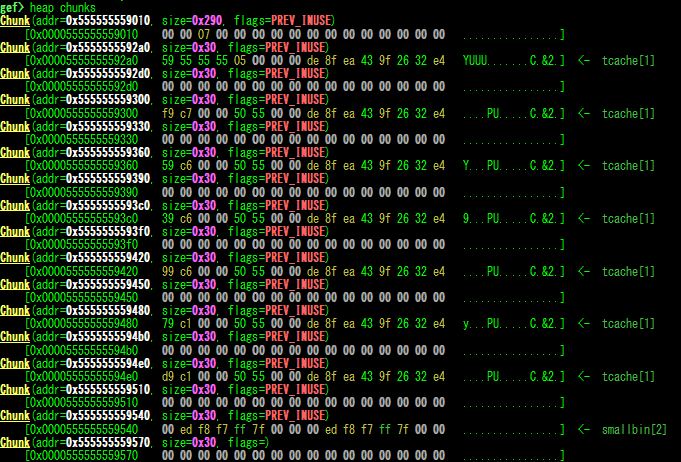 gef> heap chunks
Chunk(addr=0x555555559010, size=0x290, flags=PREV_INUSE)
[0x0000555555559010 00 00 07 00 00 00 00 00 00 00 00 00 00 00 00 00 ................]
Chunk(addr=0x5555555592a0, size=0x30, flags=PREV_INUSE)
[0x00005555555592a0 59 55 55 55 05 00 00 00 de 8f ea 43 9f 26 32 e4 YUUU.......C.&2.] <- tcache[1]
Chunk(addr=0x5555555592d0, size=0x30, flags=PREV_INUSE)
[0x00005555555592d0 00 00 00 00 00 00 00 00 00 00 00 00 00 00 00 00 ................]
Chunk(addr=0x555555559300, size=0x30, flags=PREV_INUSE)
[0x0000555555559300 f9 c7 00 00 50 55 00 00 de 8f ea 43 9f 26 32 e4 ....PU.....C.&2.] <- tcache[1]
Chunk(addr=0x555555559330, size=0x30, flags=PREV_INUSE)
[0x0000555555559330 00 00 00 00 00 00 00 00 00 00 00 00 00 00 00 00 ................]
Chunk(addr=0x555555559360, size=0x30, flags=PREV_INUSE)
[0x0000555555559360 59 c6 00 00 50 55 00 00 de 8f ea 43 9f 26 32 e4 Y...PU.....C.&2.] <- tcache[1]
Chunk(addr=0x555555559390, size=0x30, flags=PREV_INUSE)
[0x0000555555559390 00 00 00 00 00 00 00 00 00 00 00 00 00 00 00 00 ................]
Chunk(addr=0x5555555593c0, size=0x30, flags=PREV_INUSE)
[0x00005555555593c0 39 c6 00 00 50 55 00 00 de 8f ea 43 9f 26 32 e4 9...PU.....C.&2.] <- tcache[1]
Chunk(addr=0x5555555593f0, size=0x30, flags=PREV_INUSE)
[0x00005555555593f0 00 00 00 00 00 00 00 00 00 00 00 00 00 00 00 00 ................]
Chunk(addr=0x555555559420, size=0x30, flags=PREV_INUSE)
[0x0000555555559420 99 c6 00 00 50 55 00 00 de 8f ea 43 9f 26 32 e4 ....PU.....C.&2.] <- tcache[1]
Chunk(addr=0x555555559450, size=0x30, flags=PREV_INUSE)
[0x0000555555559450 00 00 00 00 00 00 00 00 00 00 00 00 00 00 00 00 ................]
Chunk(addr=0x555555559480, size=0x30, flags=PREV_INUSE)
[0x0000555555559480 79 c1 00 00 50 55 00 00 de 8f ea 43 9f 26 32 e4 y...PU.....C.&2.] <- tcache[1]
Chunk(addr=0x5555555594b0, size=0x30, flags=PREV_INUSE)
[0x00005555555594b0 00 00 00 00 00 00 00 00 00 00 00 00 00 00 00 00 ................]
Chunk(addr=0x5555555594e0, size=0x30, flags=PREV_INUSE)
[0x00005555555594e0 d9 c1 00 00 50 55 00 00 de 8f ea 43 9f 26 32 e4 ....PU.....C.&2.] <- tcache[1]
Chunk(addr=0x555555559510, size=0x30, flags=PREV_INUSE)
[0x0000555555559510 00 00 00 00 00 00 00 00 00 00 00 00 00 00 00 00 ................]
Chunk(addr=0x555555559540, size=0x30, flags=PREV_INUSE)
[0x0000555555559540 00 ed f8 f7 ff 7f 00 00 00 ed f8 f7 ff 7f 00 00 ................] <- smallbin[2]
Chunk(addr=0x555555559570, size=0x30, flags=)
[0x0000555555559570 00 00 00 00 00 00 00 00 00 00 00 00 00 00 00 00 ................]